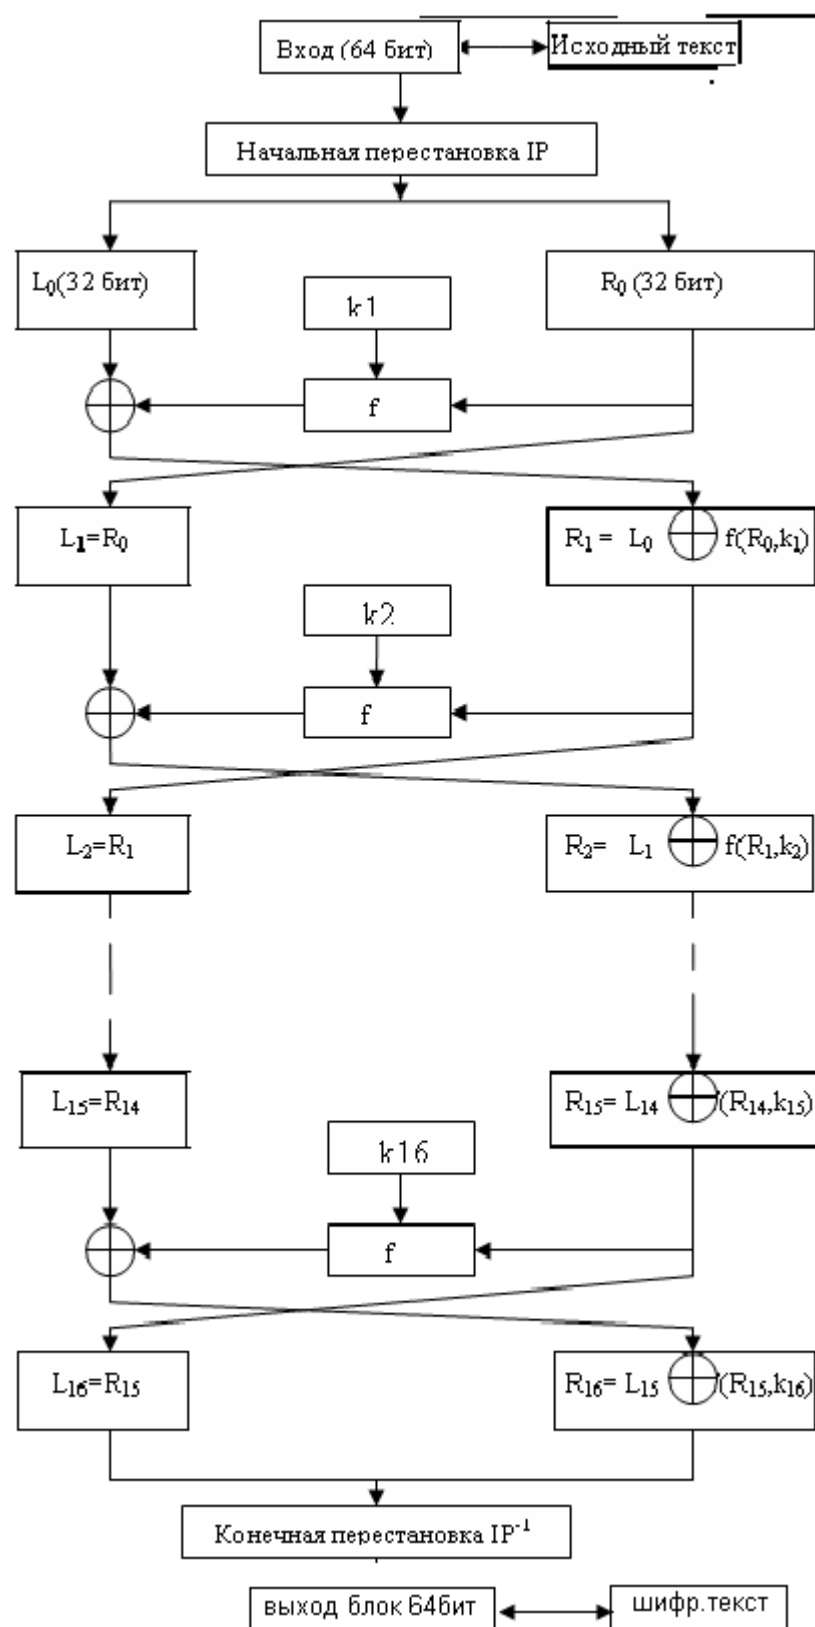 Вход (64 бит)
Исходный текст
Начальная перестановка IP
L₀(32 бит)
k1
R₀ (32 бит)
f
L₁=R₀
R₁ = L₀ ⊕ f(R₀,k₁)
k2
f
L₂=R₁
R₂= L₁ ⊕ f(R₁,k₂)
L₁₅=R₁₄
R₁₅= L₁₄ ⊕ (R₁₄,k₁₅)
k16
f
L₁₆=R₁₅
R₁₆= L₁₅ ⊕ (R₁₅,k₁₆)
Конечная перестановка IP⁻¹
выход блок 64бит
шифр.текст